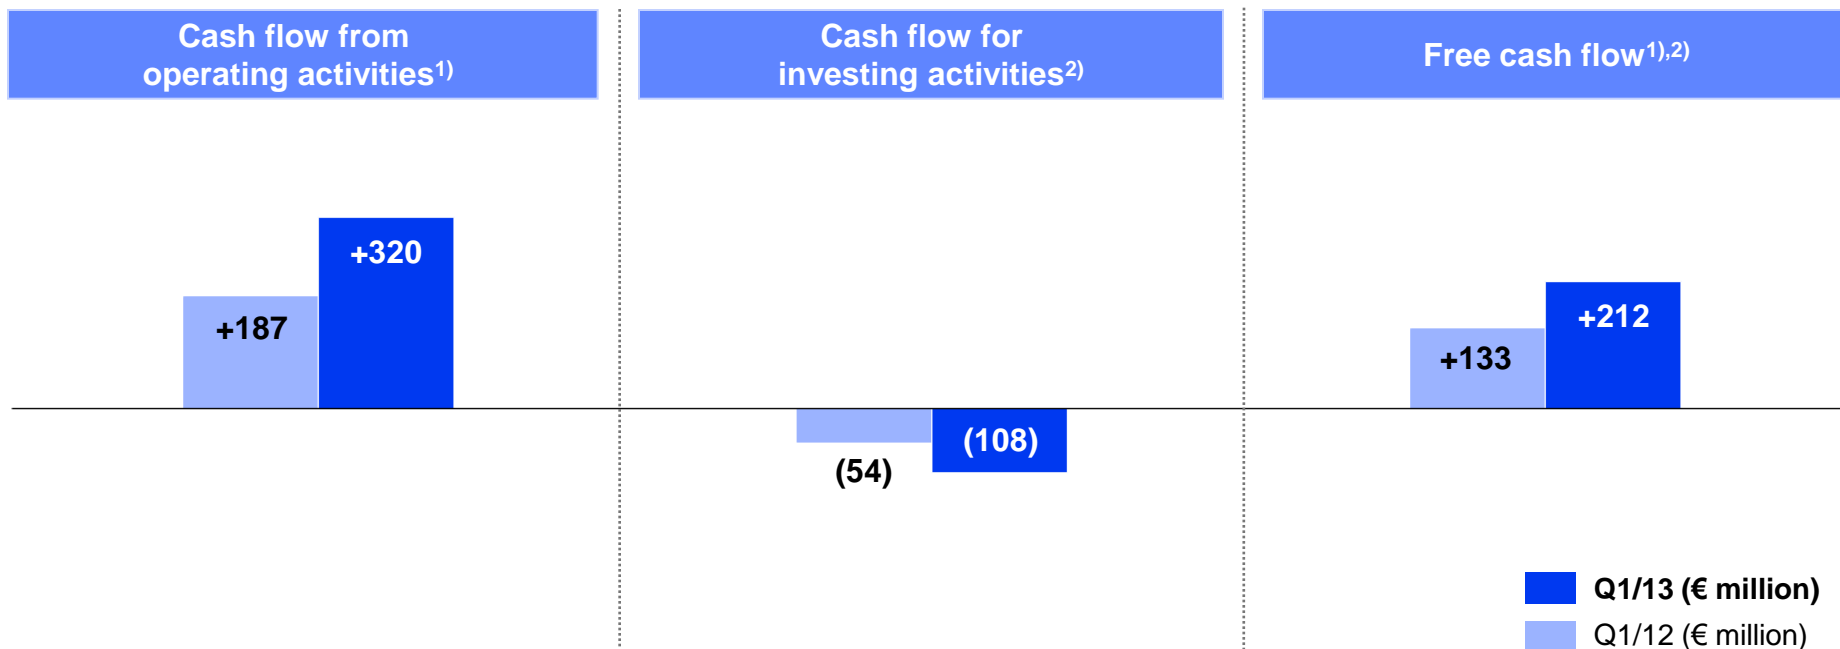 Cash flow from
operating activities1)
Cash flow for
investing activities2)
Free cash flow1),2)
+187
+320
(54)
(108)
+133
+212
Q1/13 (€ million)
Q1/12 (€ million)